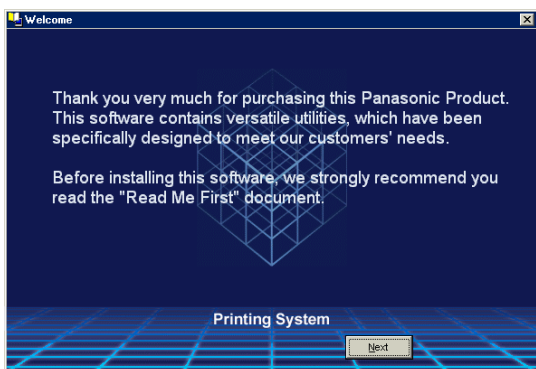 Welcome
Thank you very much for purchasing this Panasonic Product.
This software contains versatile utilities, which have been
specifically designed to meet our customers' needs.
Before installing this software, we strongly recommend you
read the "Read Me First" document.
Printing System
Next